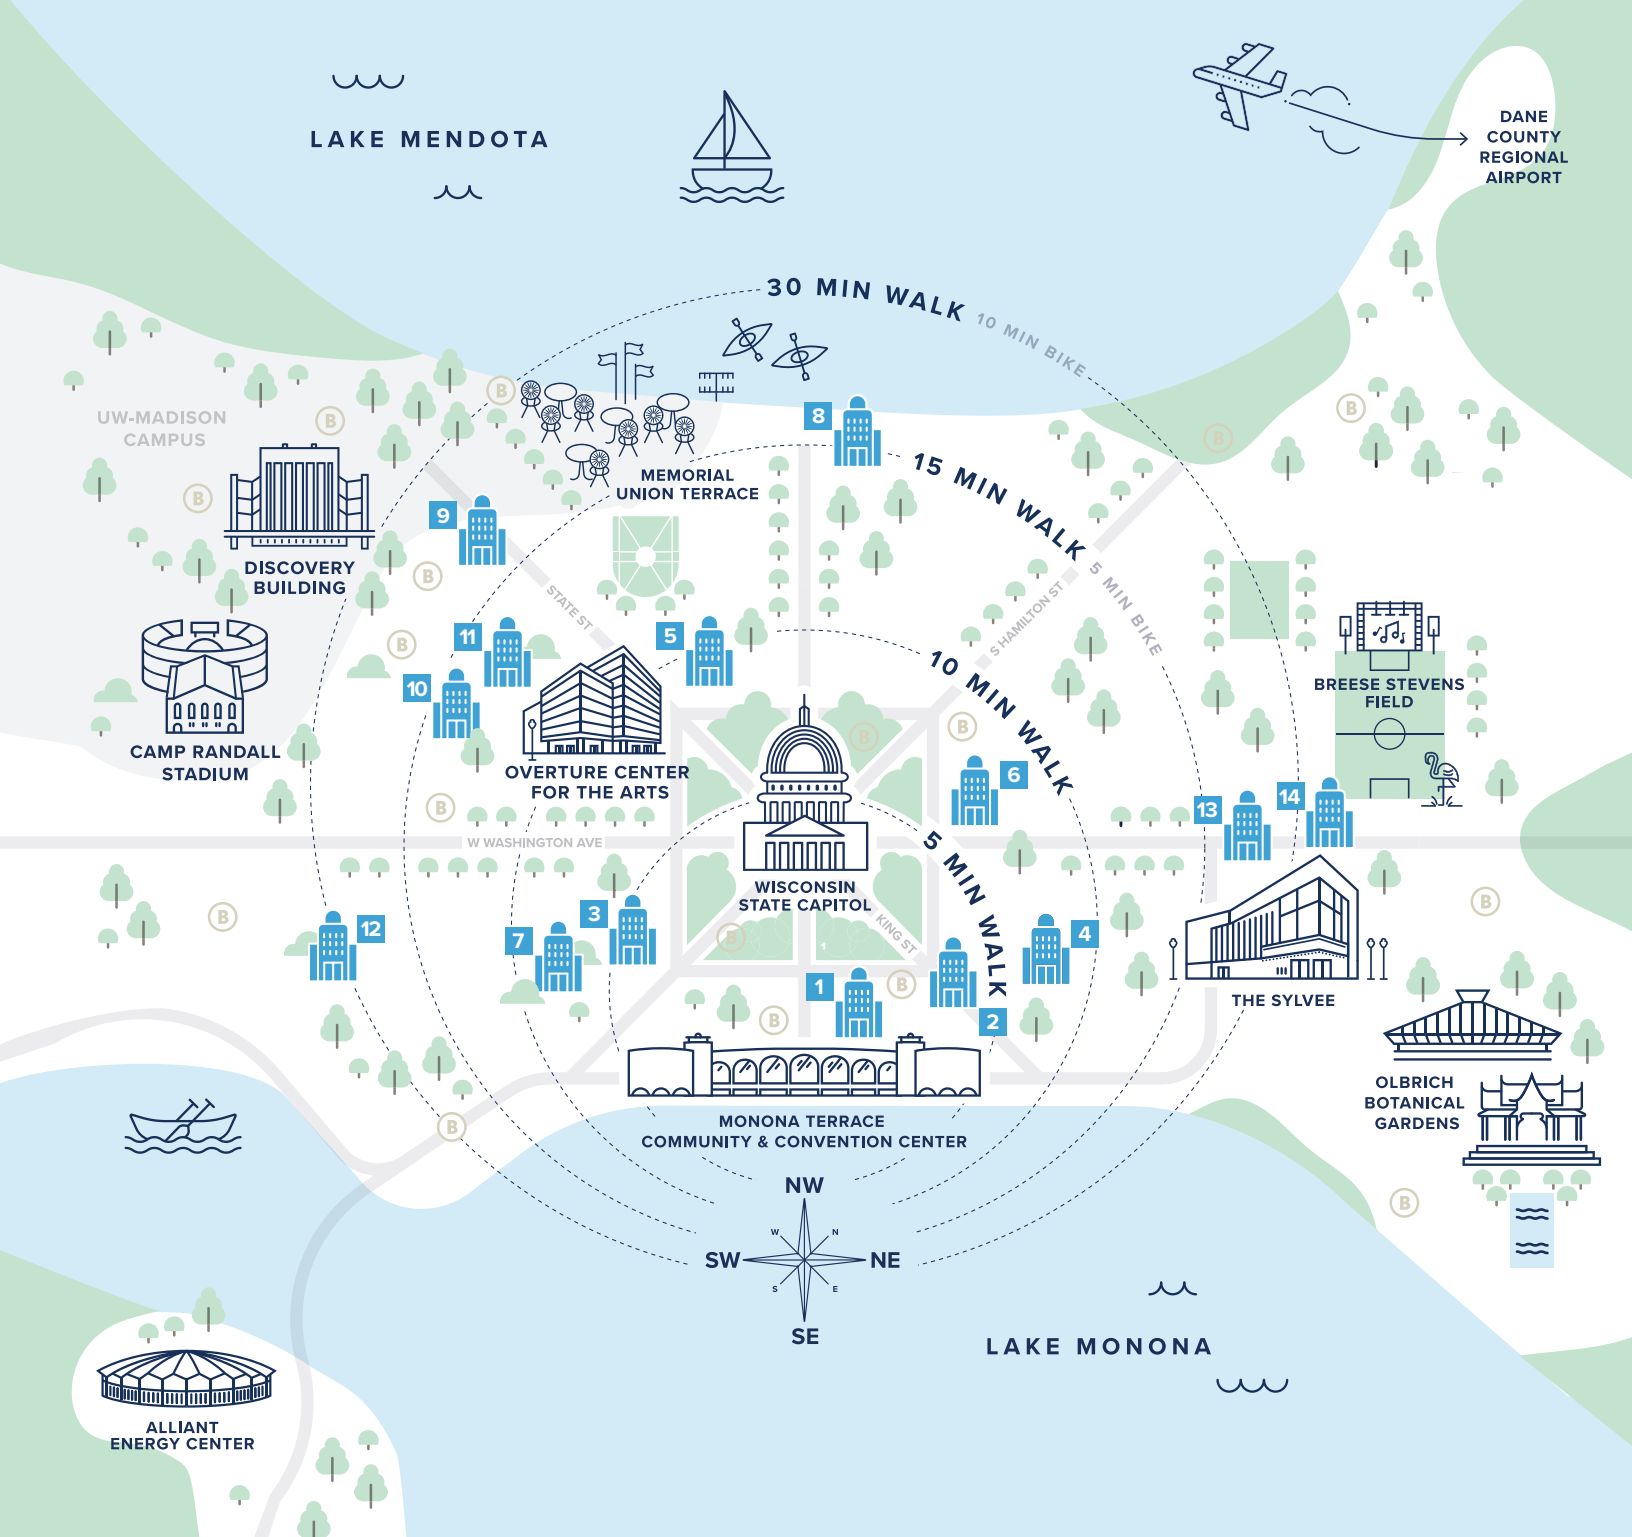 LAKE MENDOTA
DANE
COUNTY
REGIONAL
AIRPORT
30 MIN WALK
10 MIN BIKE
UW-MADISON
CAMPUS
B
B
B
B
B
8
MEMORIAL
UNION TERRACE
15 MIN WALK
5 MIN BIKE
9
DISCOVERY
BUILDING
B
STATE ST
S HAMILTON ST
11
5
B
10
10 MIN WALK
BREESE STEVENS
FIELD
CAMP RANDALL
STADIUM
B
B
OVERTURE CENTER
FOR THE ARTS
6
13
14
B
W WASHINGTON AVE
5 MIN WALK
WISCONSIN
STATE CAPITOL
B
B
12
3
7
KING ST
B
1
4
1
B
2
B
THE SYLVEE
OLBRICH
BOTANICAL
GARDENS
B
MONONA TERRACE
COMMUNITY & CONVENTION CENTER
B
NW
W
N
SW
NE
S
E
SE
LAKE MONONA
ALLIANT
ENERGY CENTER